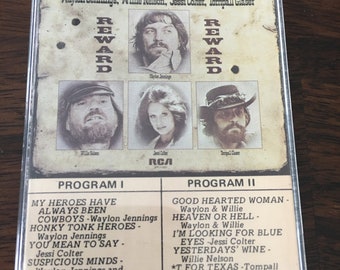 Waylon Jennings, Willie Nelson, Jessi Colter, Tompall Glaser
REWARD
REWARD
Waylon Jennings
Willie Nelson
Jessi Colter
Tompall Glaser
RCA
PROGRAM I
MY HEROES HAVE
ALWAYS BEEN
COWBOYS -Waylon Jennings
HONKY TONK HEROES -
Waylon Jennings
YOU MEAN TO SAY -
Jessi Colter
SUSPICIOUS MINDS -
Waylon Jennings and
PROGRAM II
GOOD HEARTED WOMAN -
Waylon & Willie
HEAVEN OR HELL -
Waylon & Willie
I'M LOOKING FOR BLUE
EYES -Jessi Colter
YESTERDAYS' WINE -
Willie Nelson
*T FOR TEXAS -Tompall